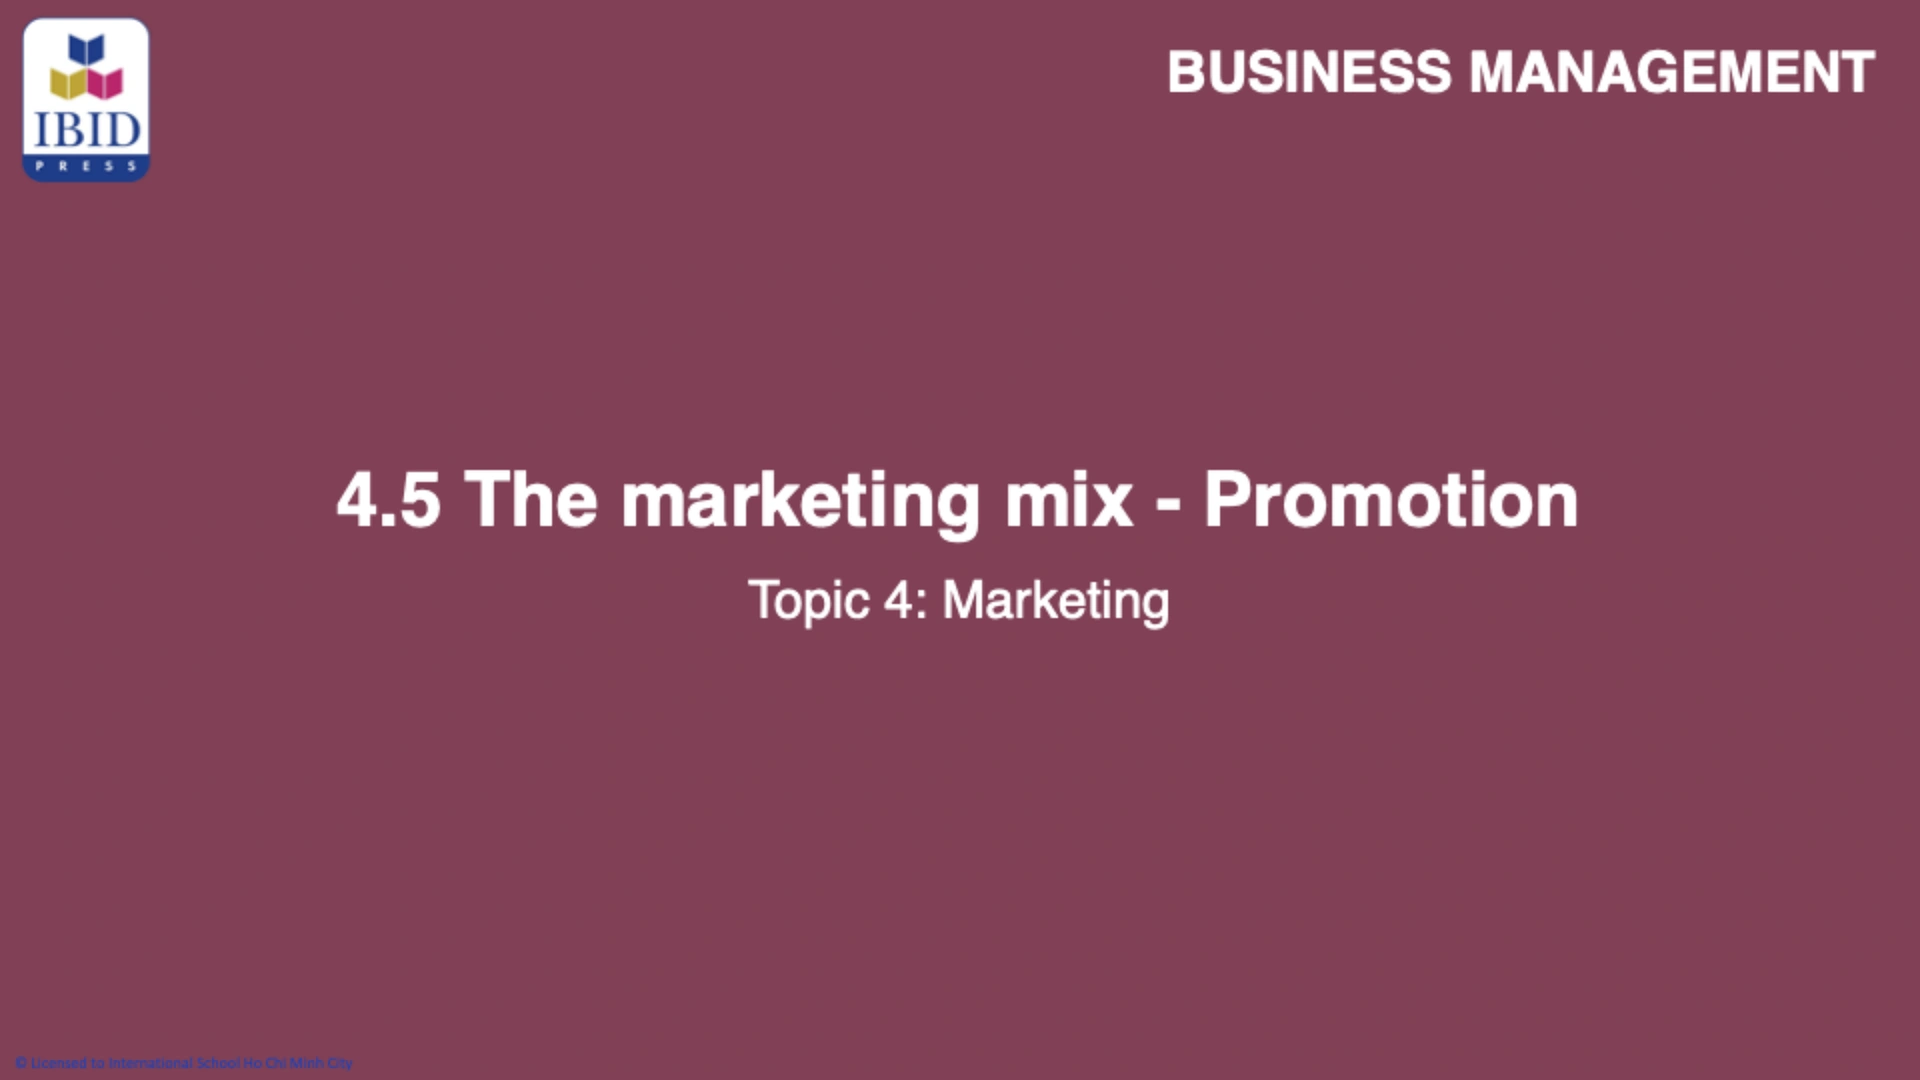 IBID
PRESS
BUSINESS MANAGEMENT
4.5 The marketing mix - Promotion
Topic 4: Marketing
© Licensed to International School Ho Chi Minh City